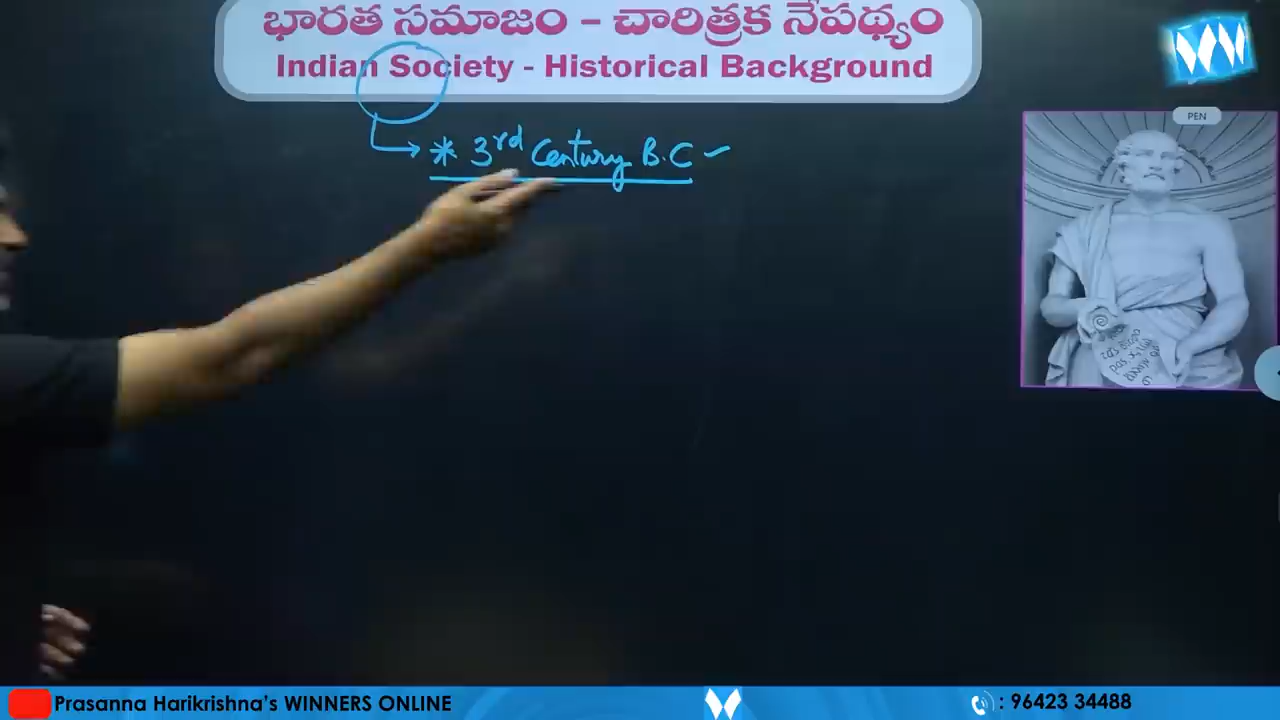 భారత సమాజం – చారిత్రక నేపథ్యం
Indian Society - Historical Background
* 3rd Century B.C
PEN
Prasanna Harikrishna's WINNERS ONLINE
: 96423 34488